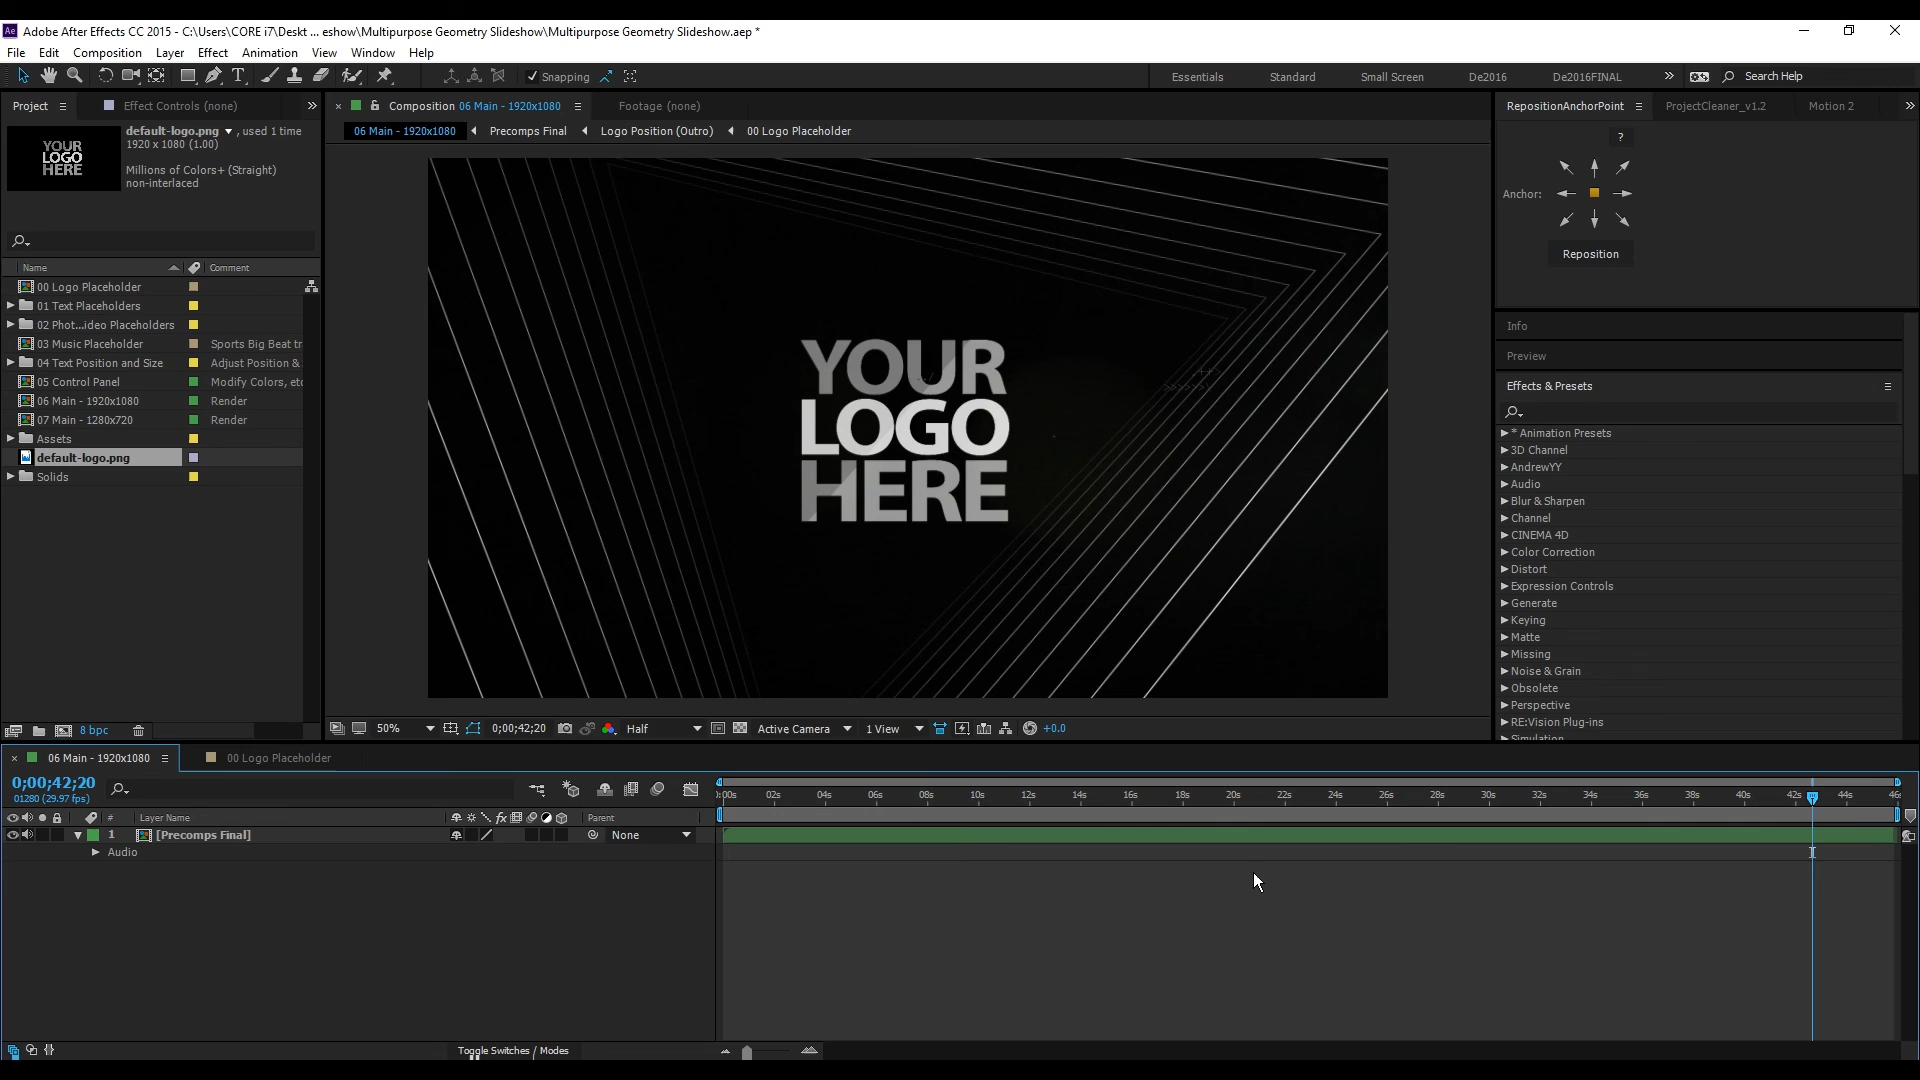 Ae Adobe After Effects CC 2015 - C:\Users\CORE i7\Deskt ... eshow\Multipurpose Geometry Slideshow\Multipurpose Geometry Slideshow.aep *
File Edit Composition Layer Effect Animation View Window Help
T Snapping Essentials Standard Small Screen De2016 De2016FINAL Search Help
Project Effect Controls (none)
default-logo.png , used 1 time
1920 x 1080 (1.00)
Millions of Colors+ (Straight)
non-interlaced
YOUR
LOGO
HERE
Name Comment
00 Logo Placeholder
01 Text Placeholders
02 Phot...ideo Placeholders
03 Music Placeholder Sports Big Beat tr
04 Text Position and Size Adjust Position &
05 Control Panel Modify Colors, etc
06 Main - 1920x1080 Render
07 Main - 1280x720 Render
Assets
default-logo.png
Solids
8 bpc
Composition 06 Main - 1920x1080 Footage (none)
06 Main - 1920x1080 Precomps Final Logo Position (Outro) 00 Logo Placeholder
YOUR
LOGO
HERE
50% 0;00;42;20 Half Active Camera 1 View +0.0
RepositionAnchorPoint ProjectCleaner_v1.2 Motion 2
?
Anchor:
Reposition
Info
Preview
Effects & Presets
* Animation Presets
3D Channel
AndrewYY
Audio
Blur & Sharpen
Channel
CINEMA 4D
Color Correction
Distort
Expression Controls
Generate
Keying
Matte
Missing
Noise & Grain
Obsolete
Perspective
RE:Vision Plug-ins
Simulation
06 Main - 1920x1080 00 Logo Placeholder
0;00;42;20
01280 (29.97 fps)
:00s 02s 04s 06s 08s 10s 12s 14s 16s 18s 20s 22s 24s 26s 28s 30s 32s 34s 36s 38s 40s 42s 44s 46s
# Layer Name fx Parent
1 [Precomps Final] None
Audio
Toggle Switches / Modes